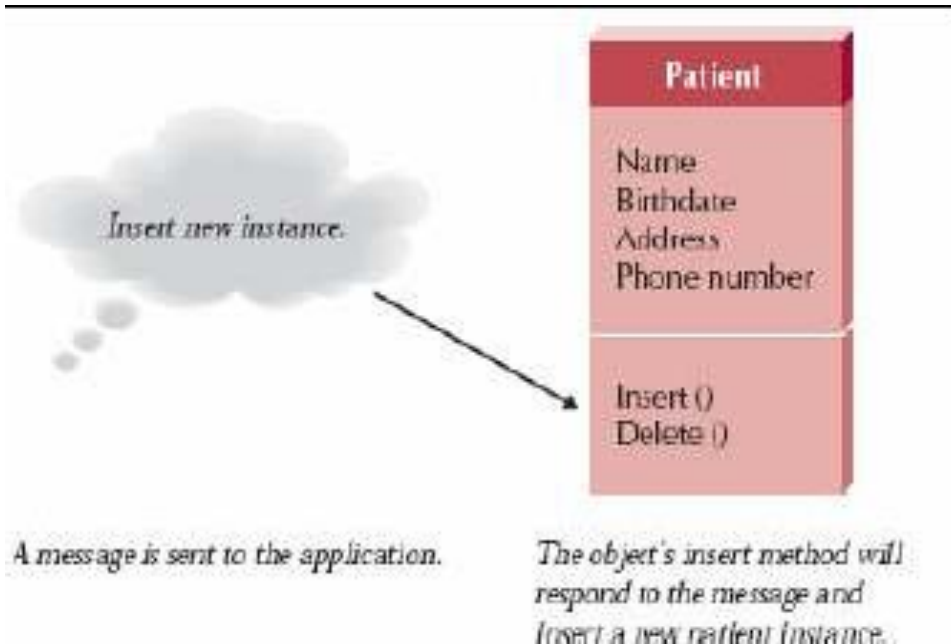 Patient
Name
Birthdate
Address
Phone number
Insert new instance.
Insert ()
Delete ()
A message is sent to the application.
The object's insert method will
respond to the message and
insert a new patient instance.